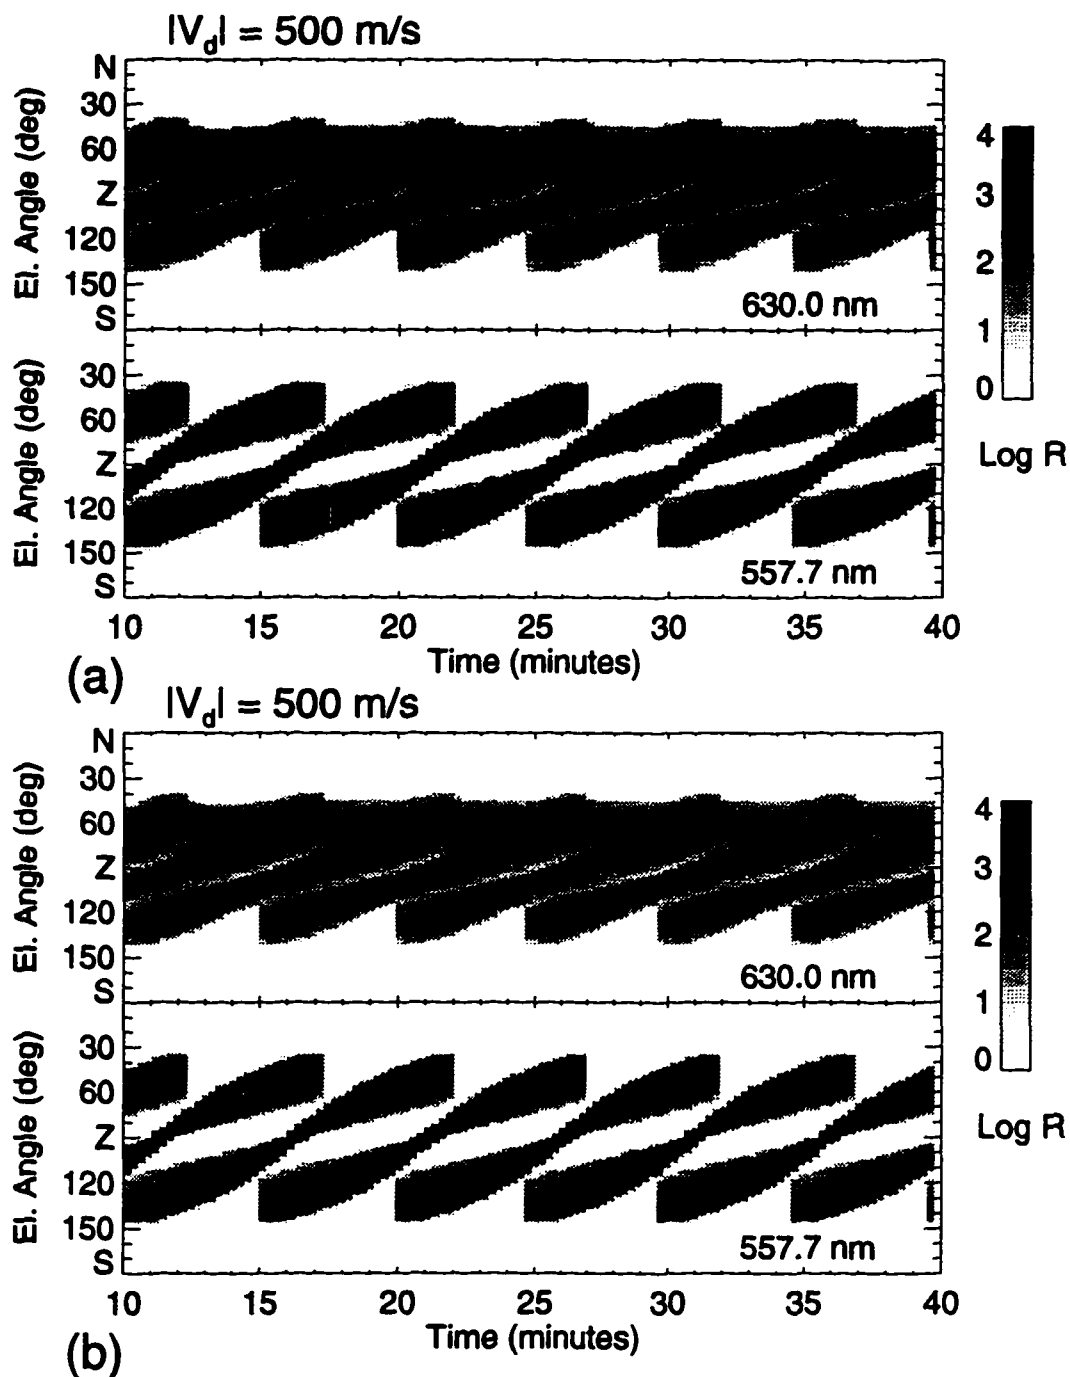 |Vd| = 500 m/s
N
30
60
Z
120
150
S
El. Angle (deg)
630.0 nm
4
3
2
1
0
Log R
30
60
Z
120
150
S
El. Angle (deg)
557.7 nm
10 15 20 25 30 35 40
Time (minutes)
(a)
|Vd| = 500 m/s
N
30
60
Z
120
150
S
El. Angle (deg)
630.0 nm
4
3
2
1
0
Log R
30
60
Z
120
150
S
El. Angle (deg)
557.7 nm
10 15 20 25 30 35 40
Time (minutes)
(b)